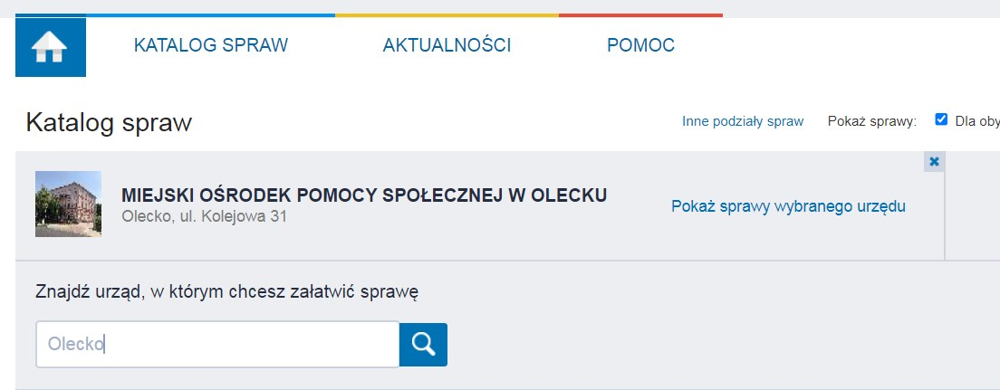 KATALOG SPRAW AKTUALNOŚCI POMOC
Katalog spraw Inne podziały spraw Pokaż sprawy: Dla oby
MIEJSKI OŚRODEK POMOCY SPOŁECZNEJ W OLECKU
Olecko, ul. Kolejowa 31
Pokaż sprawy wybranego urzędu
Znajdź urząd, w którym chcesz załatwić sprawę
Olecko